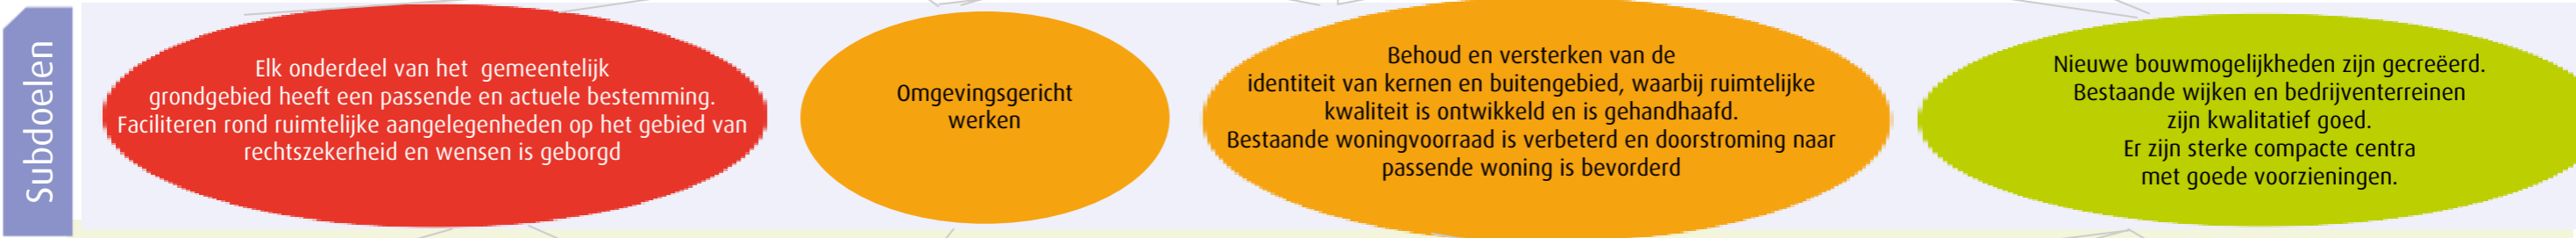 Subdoelen
Elk onderdeel van het gemeentelijk
grondgebied heeft een passende en actuele bestemming.
Faciliteren rond ruimtelijke aangelegenheden op het gebied van
rechtszekerheid en wensen is geborgd
Omgevingsgericht
werken
Behoud en versterken van de
identiteit van kernen en buitengebied, waarbij ruimtelijke
kwaliteit is ontwikkeld en is gehandhaafd.
Bestaande woningvoorraad is verbeterd en doorstroming naar
passende woning is bevorderd
Nieuwe bouwmogelijkheden zijn gecreëerd.
Bestaande wijken en bedrijventerreinen
zijn kwalitatief goed.
Er zijn sterke compacte centra
met goede voorzieningen.